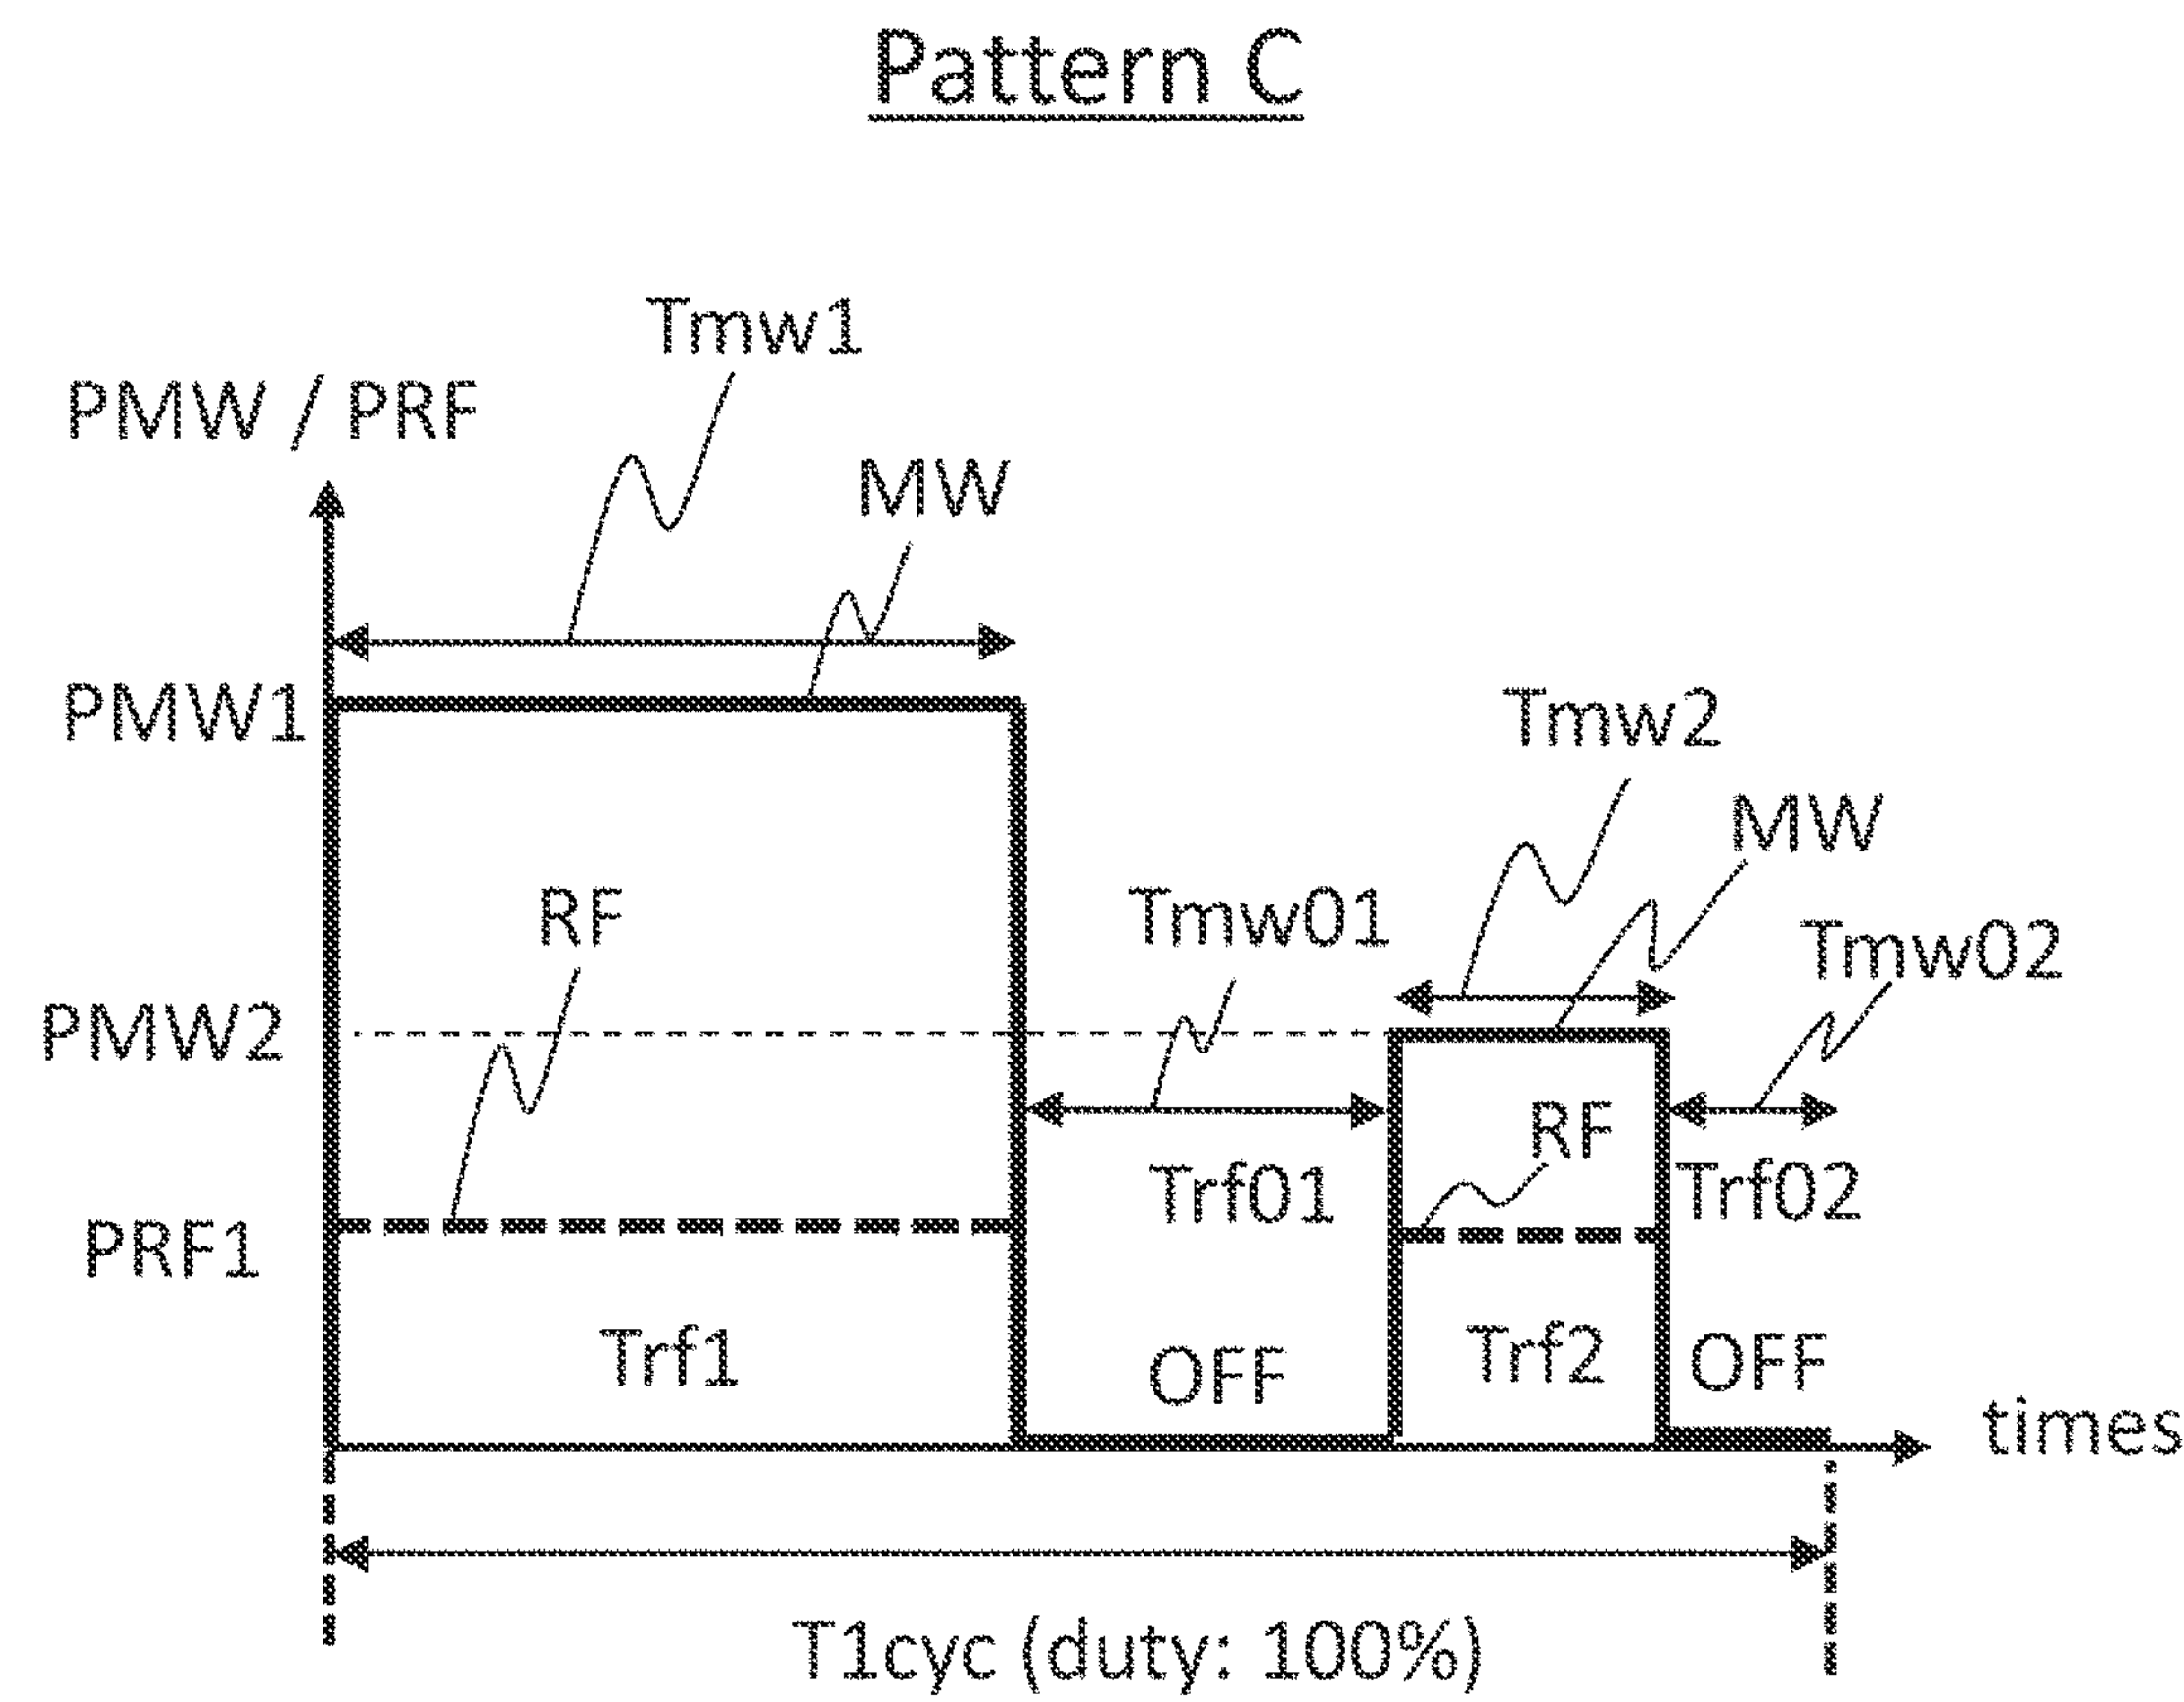 Pattern C
Tmw1
PMW / PRF
MW
PMW1
Tmw2
MW
RF
Tmw01
Tmw02
PMW2
RF
Trf01
Trf02
PRF1
Trf1
OFF
Trf2
OFF
times
T1cyc (duty: 100%)